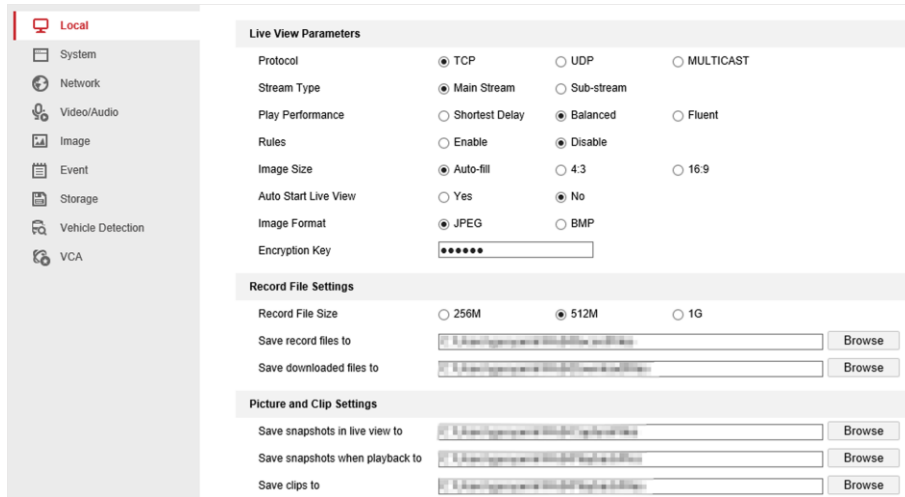 Local
System
Network
Video/Audio
Image
Event
Storage
Vehicle Detection
VCA
Live View Parameters
Protocol TCP UDP MULTICAST
Stream Type Main Stream Sub-stream
Play Performance Shortest Delay Balanced Fluent
Rules Enable Disable
Image Size Auto-fill 4:3 16:9
Auto Start Live View Yes No
Image Format JPEG BMP
Encryption Key ●●●●●●
Record File Settings
Record File Size 256M 512M 1G
Save record files to Browse
Save downloaded files to Browse
Picture and Clip Settings
Save snapshots in live view to Browse
Save snapshots when playback to Browse
Save clips to Browse